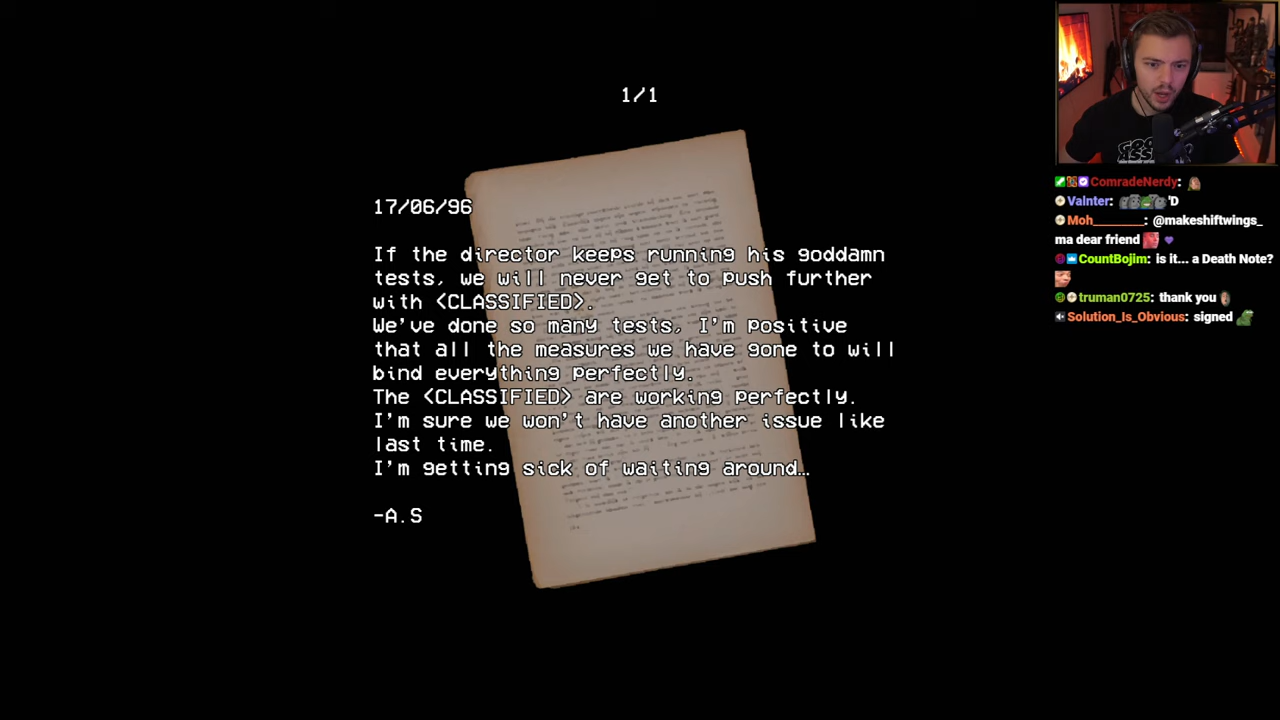 1/1
17/06/96
If the director keeps running his goddamn
tests, we will never get to push further
with <CLASSIFIED>.
We've done so many tests, I'm positive
that all the measures we have gone to will
bind everything perfectly.
The <CLASSIFIED> are working perfectly.
I'm sure we won't have another issue like
last time.
I'm getting sick of waiting around…
-A.S
ComradeNerdy:
Valnter: 'D
Moh_______: @makeshiftwings_
ma dear friend
CountBojim: is it... a Death Note?
truman0725: thank you
Solution_Is_Obvious: signed